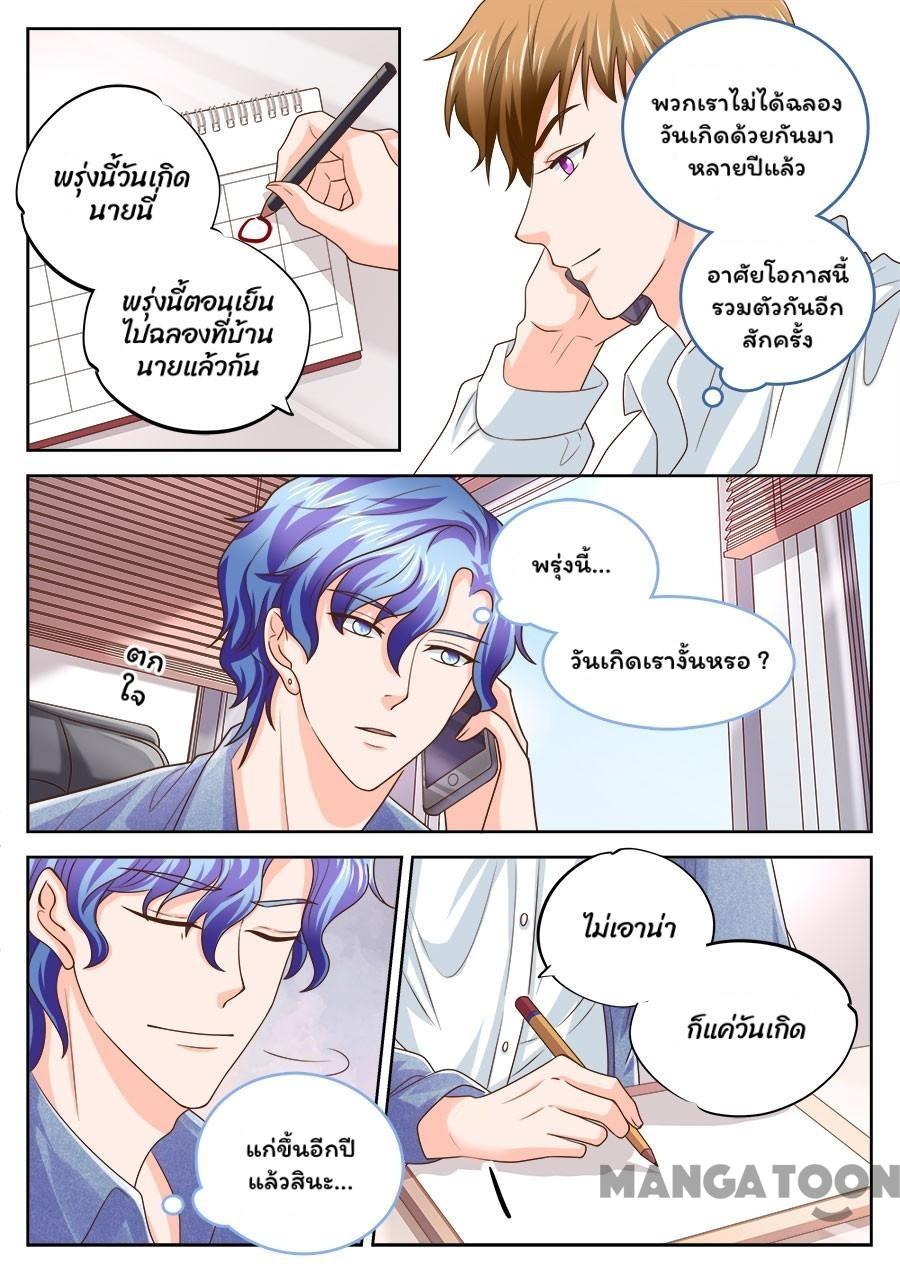 พรุ่งนี้วันเกิด
นายนี่
พรุ่งนี้ตอนเย็น
ไปฉลองที่บ้าน
นายแล้วกัน
พวกเราไม่ได้ฉลอง
วันเกิดด้วยกันมา
หลายปีแล้ว
อาศัยโอกาสนี้
รวมตัวกันอีก
สักครั้ง
พรุ่งนี้...
วันเกิดเรางั้นหรอ ?
ตก
ใจ
แก่ขึ้นอีกปี
แล้วสินะ...
ไม่เอาน่า
ก็แค่วันเกิด
MANGATOON